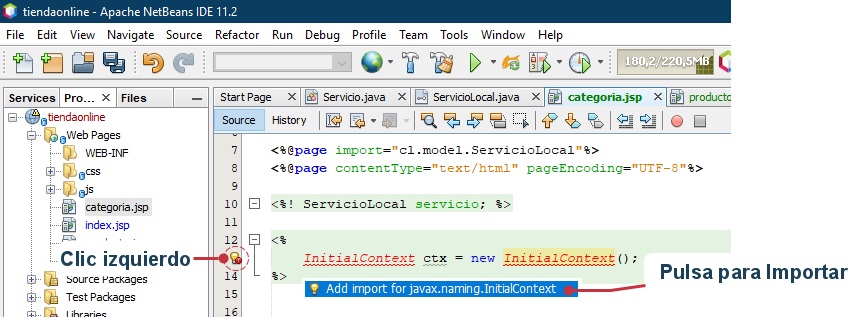 tiendaonline - Apache NetBeans IDE 11.2
File Edit View Navigate Source Refactor Run Debug Profile Team Tools Window Help
180,2/220,5MB
Services Pro... Files
Start Page Servicio.java ServicioLocal.java categoria.jsp producto
Source History
tiendaonline
Web Pages
WEB-INF
css
js
categoria.jsp
index.jsp
Source Packages
Test Packages
Libraries
7 <%@page import="cl.model.ServicioLocal"%>
8 <%@page contentType="text/html" pageEncoding="UTF-8"%>
9
10 <%! ServicioLocal servicio; %>
11
12 <%
InitialContext ctx = new InitialContext();
14 %>
15
16
Clic izquierdo
Add import for javax.naming.InitialContext
Pulsa para Importar